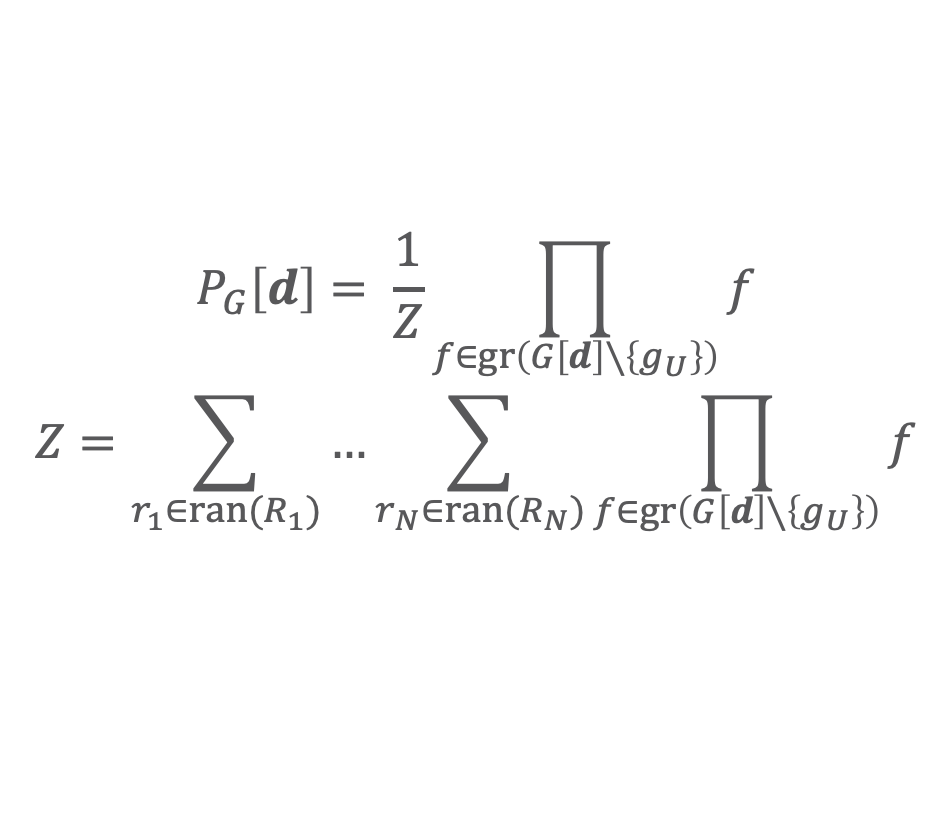 P_G[d] = 1/Z ∏_{f∈gr(G[d]\{g_U})} f
Z = ∑_{r_1∈ran(R_1)} … ∑_{r_N∈ran(R_N)} ∏_{f∈gr(G[d]\{g_U})} f